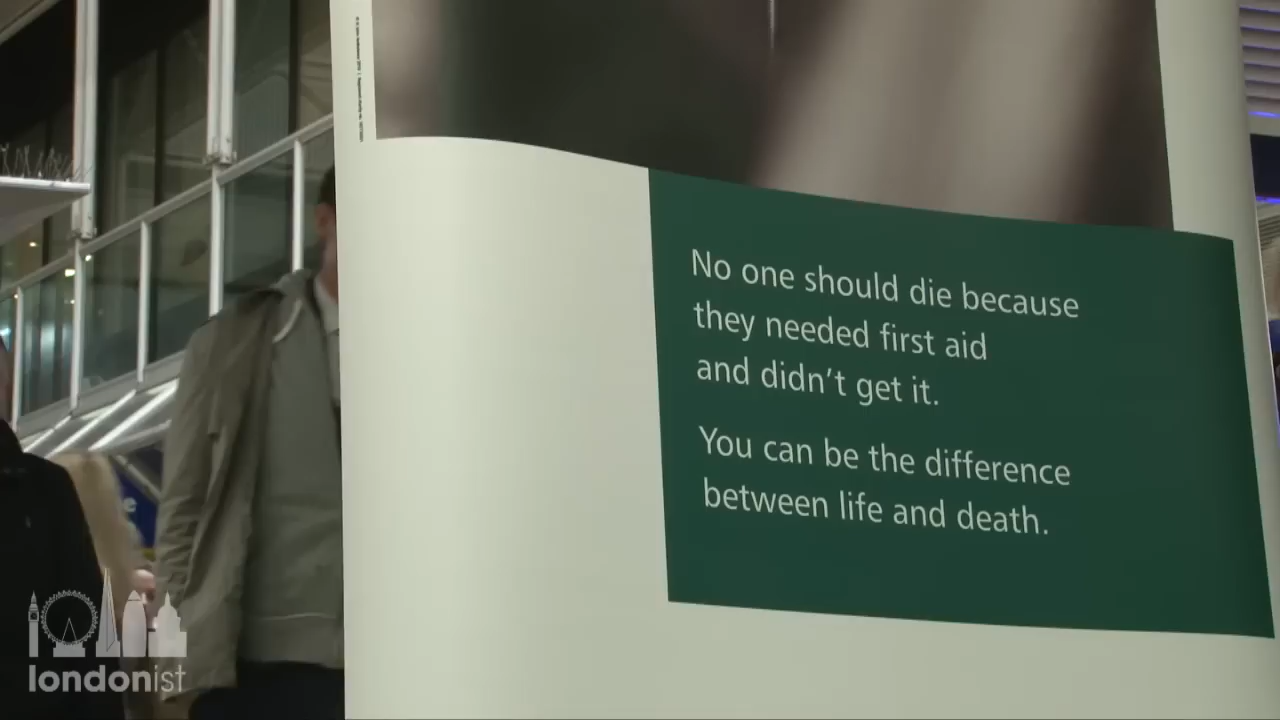 No one should die because
they needed first aid
and didn't get it.
You can be the difference
between life and death.
londonist